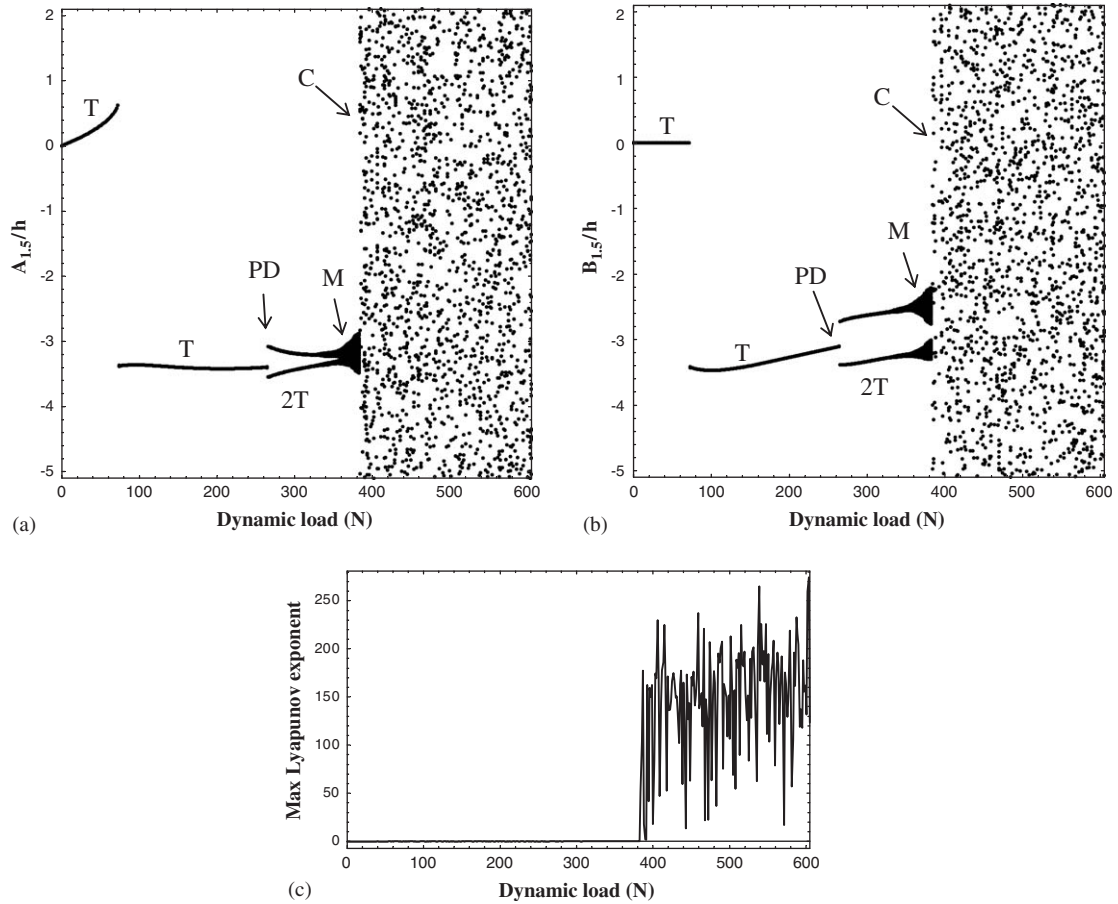 2
1
0
-1
-2
-3
-4
-5
A1.5/h
T
C
PD
M
T
2T
0 100 200 300 400 500 600
Dynamic load (N)
(a)
2
1
0
-1
-2
-3
-4
-5
B1.5/h
T
C
M
PD
T
2T
0 100 200 300 400 500 600
Dynamic load (N)
(b)
250
200
150
100
50
0
Max Lyapunov exponent
0 100 200 300 400 500 600
Dynamic load (N)
(c)